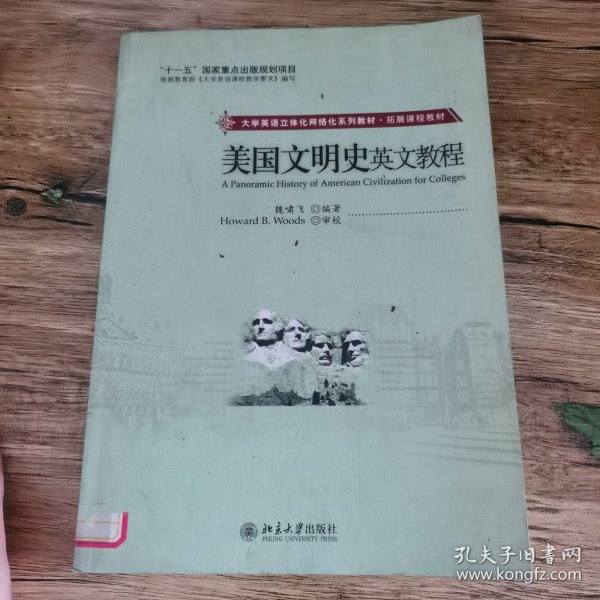 “十一五”国家重点出版规划项目
根据教育部《大学英语课程教学要求》编写
大学英语立体化网络化系列教材·拓展课程教材
美国文明史英文教程
A Panoramic History of American Civilization for Colleges
魏啸飞 ◎编著
Howard B. Woods ◎审校
北京大学出版社
PEKING UNIVERSITY PRESS
孔夫子旧书网
www.kongfz.com